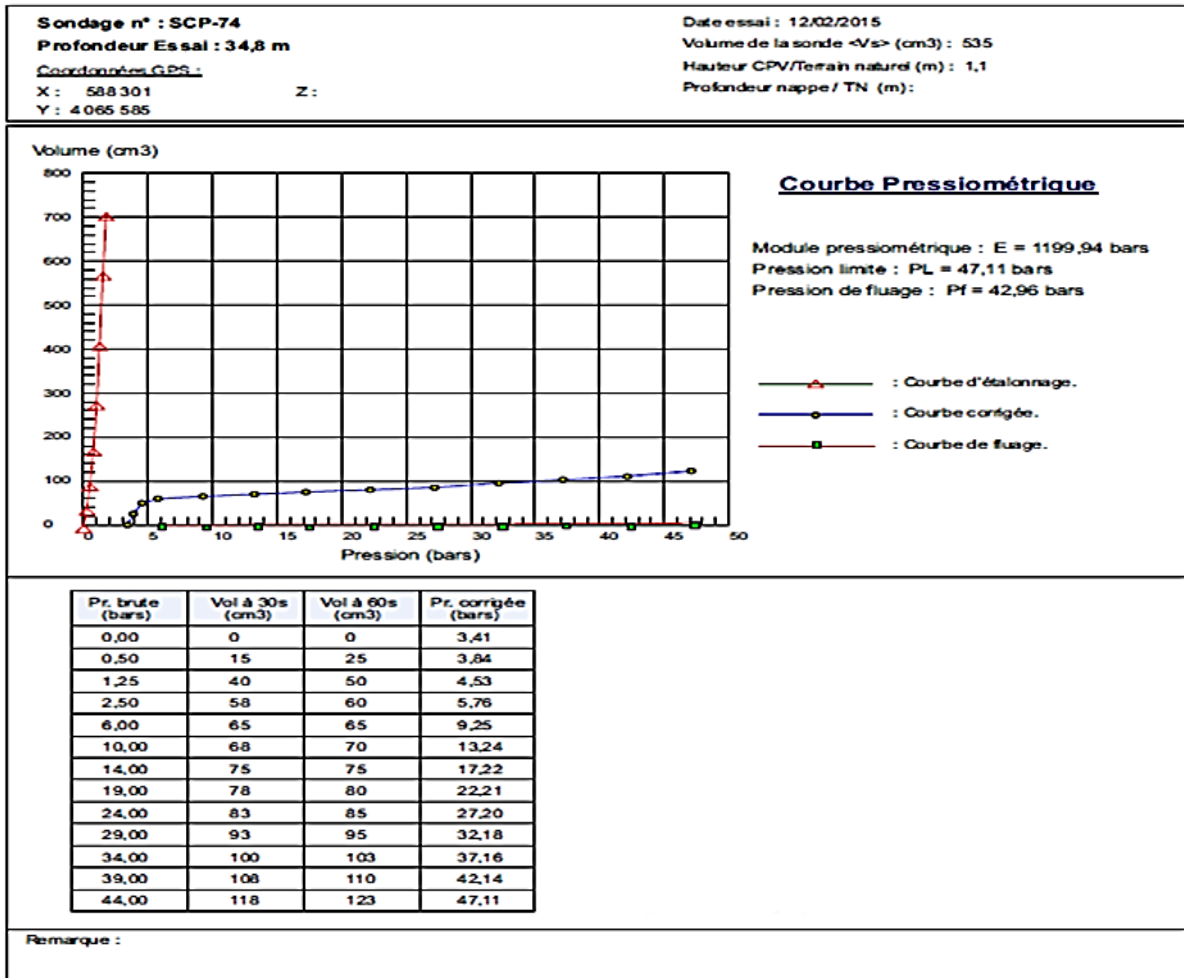 Sondage n° : SCP-74
Profondeur Essai : 34,8 m
Coordonnées GPS :
X : 588 301 Z :
Y : 4 065 585
Date essai : 12/02/2015
Volume de la sonde <Vs> (cm3) : 535
Hauteur CPV/Terrain naturel (m) : 1,1
Profondeur nappe / TN (m) :
Volume (cm3)
800
700
600
500
400
300
200
100
0
0 5 10 15 20 25 30 35 40 45 50
Pression (bars)
Courbe Pressiométrique
Module pressiométrique : E = 1199,94 bars
Pression limite : PL = 47,11 bars
Pression de fluage : Pf = 42,96 bars
: Courbe d'étalonnage.
: Courbe corrigée.
: Courbe de fluage.
Pr. brute (bars) Vol à 30s (cm3) Vol à 60s (cm3) Pr. corrigée (bars)
0,00 0 0 3,41
0,50 15 25 3,84
1,25 40 50 4,53
2,50 58 60 5,76
6,00 65 65 9,25
10,00 68 70 13,24
14,00 75 75 17,22
19,00 78 80 22,21
24,00 83 85 27,20
29,00 93 95 32,18
34,00 100 103 37,16
39,00 108 110 42,14
44,00 118 123 47,11
Remarque :